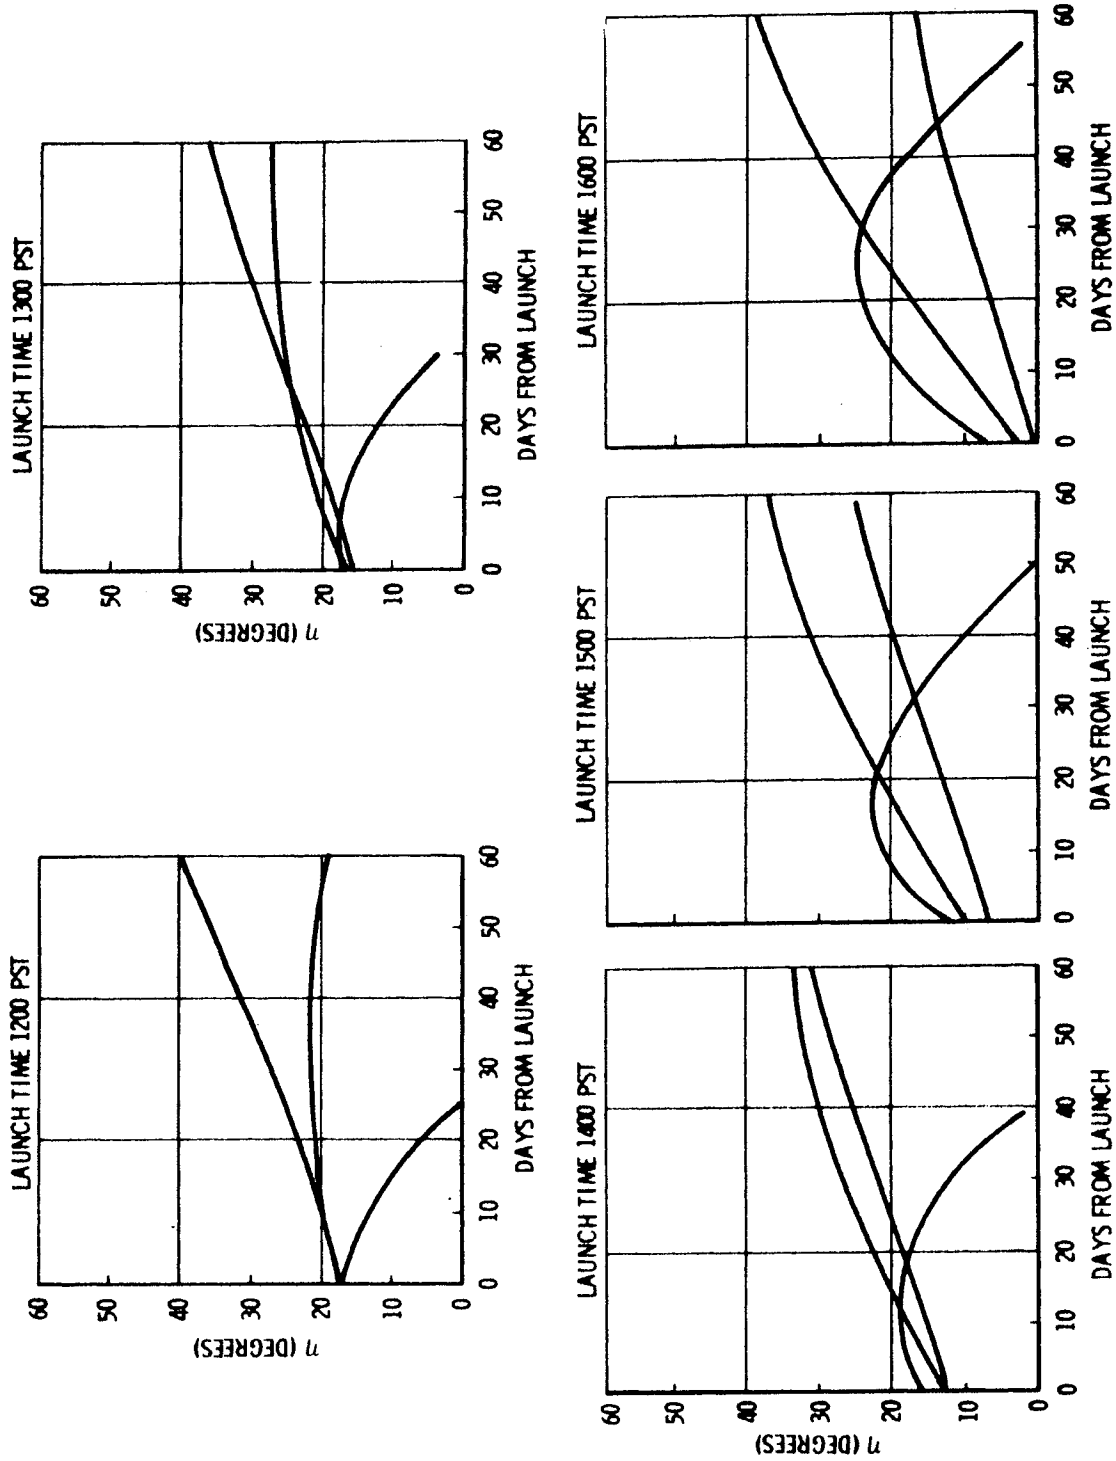 LAUNCH TIME 1200 PST
60
50
40
30
20
10
0
η (DEGREES)
0 10 20 30 40 50 60
DAYS FROM LAUNCH
LAUNCH TIME 1300 PST
60
50
40
30
20
10
0
η (DEGREES)
0 10 20 30 40 50 60
DAYS FROM LAUNCH
LAUNCH TIME 1400 PST
60
50
40
30
20
10
0
η (DEGREES)
0 10 20 30 40 50 60
DAYS FROM LAUNCH
LAUNCH TIME 1500 PST
0 10 20 30 40 50 60
DAYS FROM LAUNCH
LAUNCH TIME 1600 PST
0 10 20 30 40 50 60
DAYS FROM LAUNCH